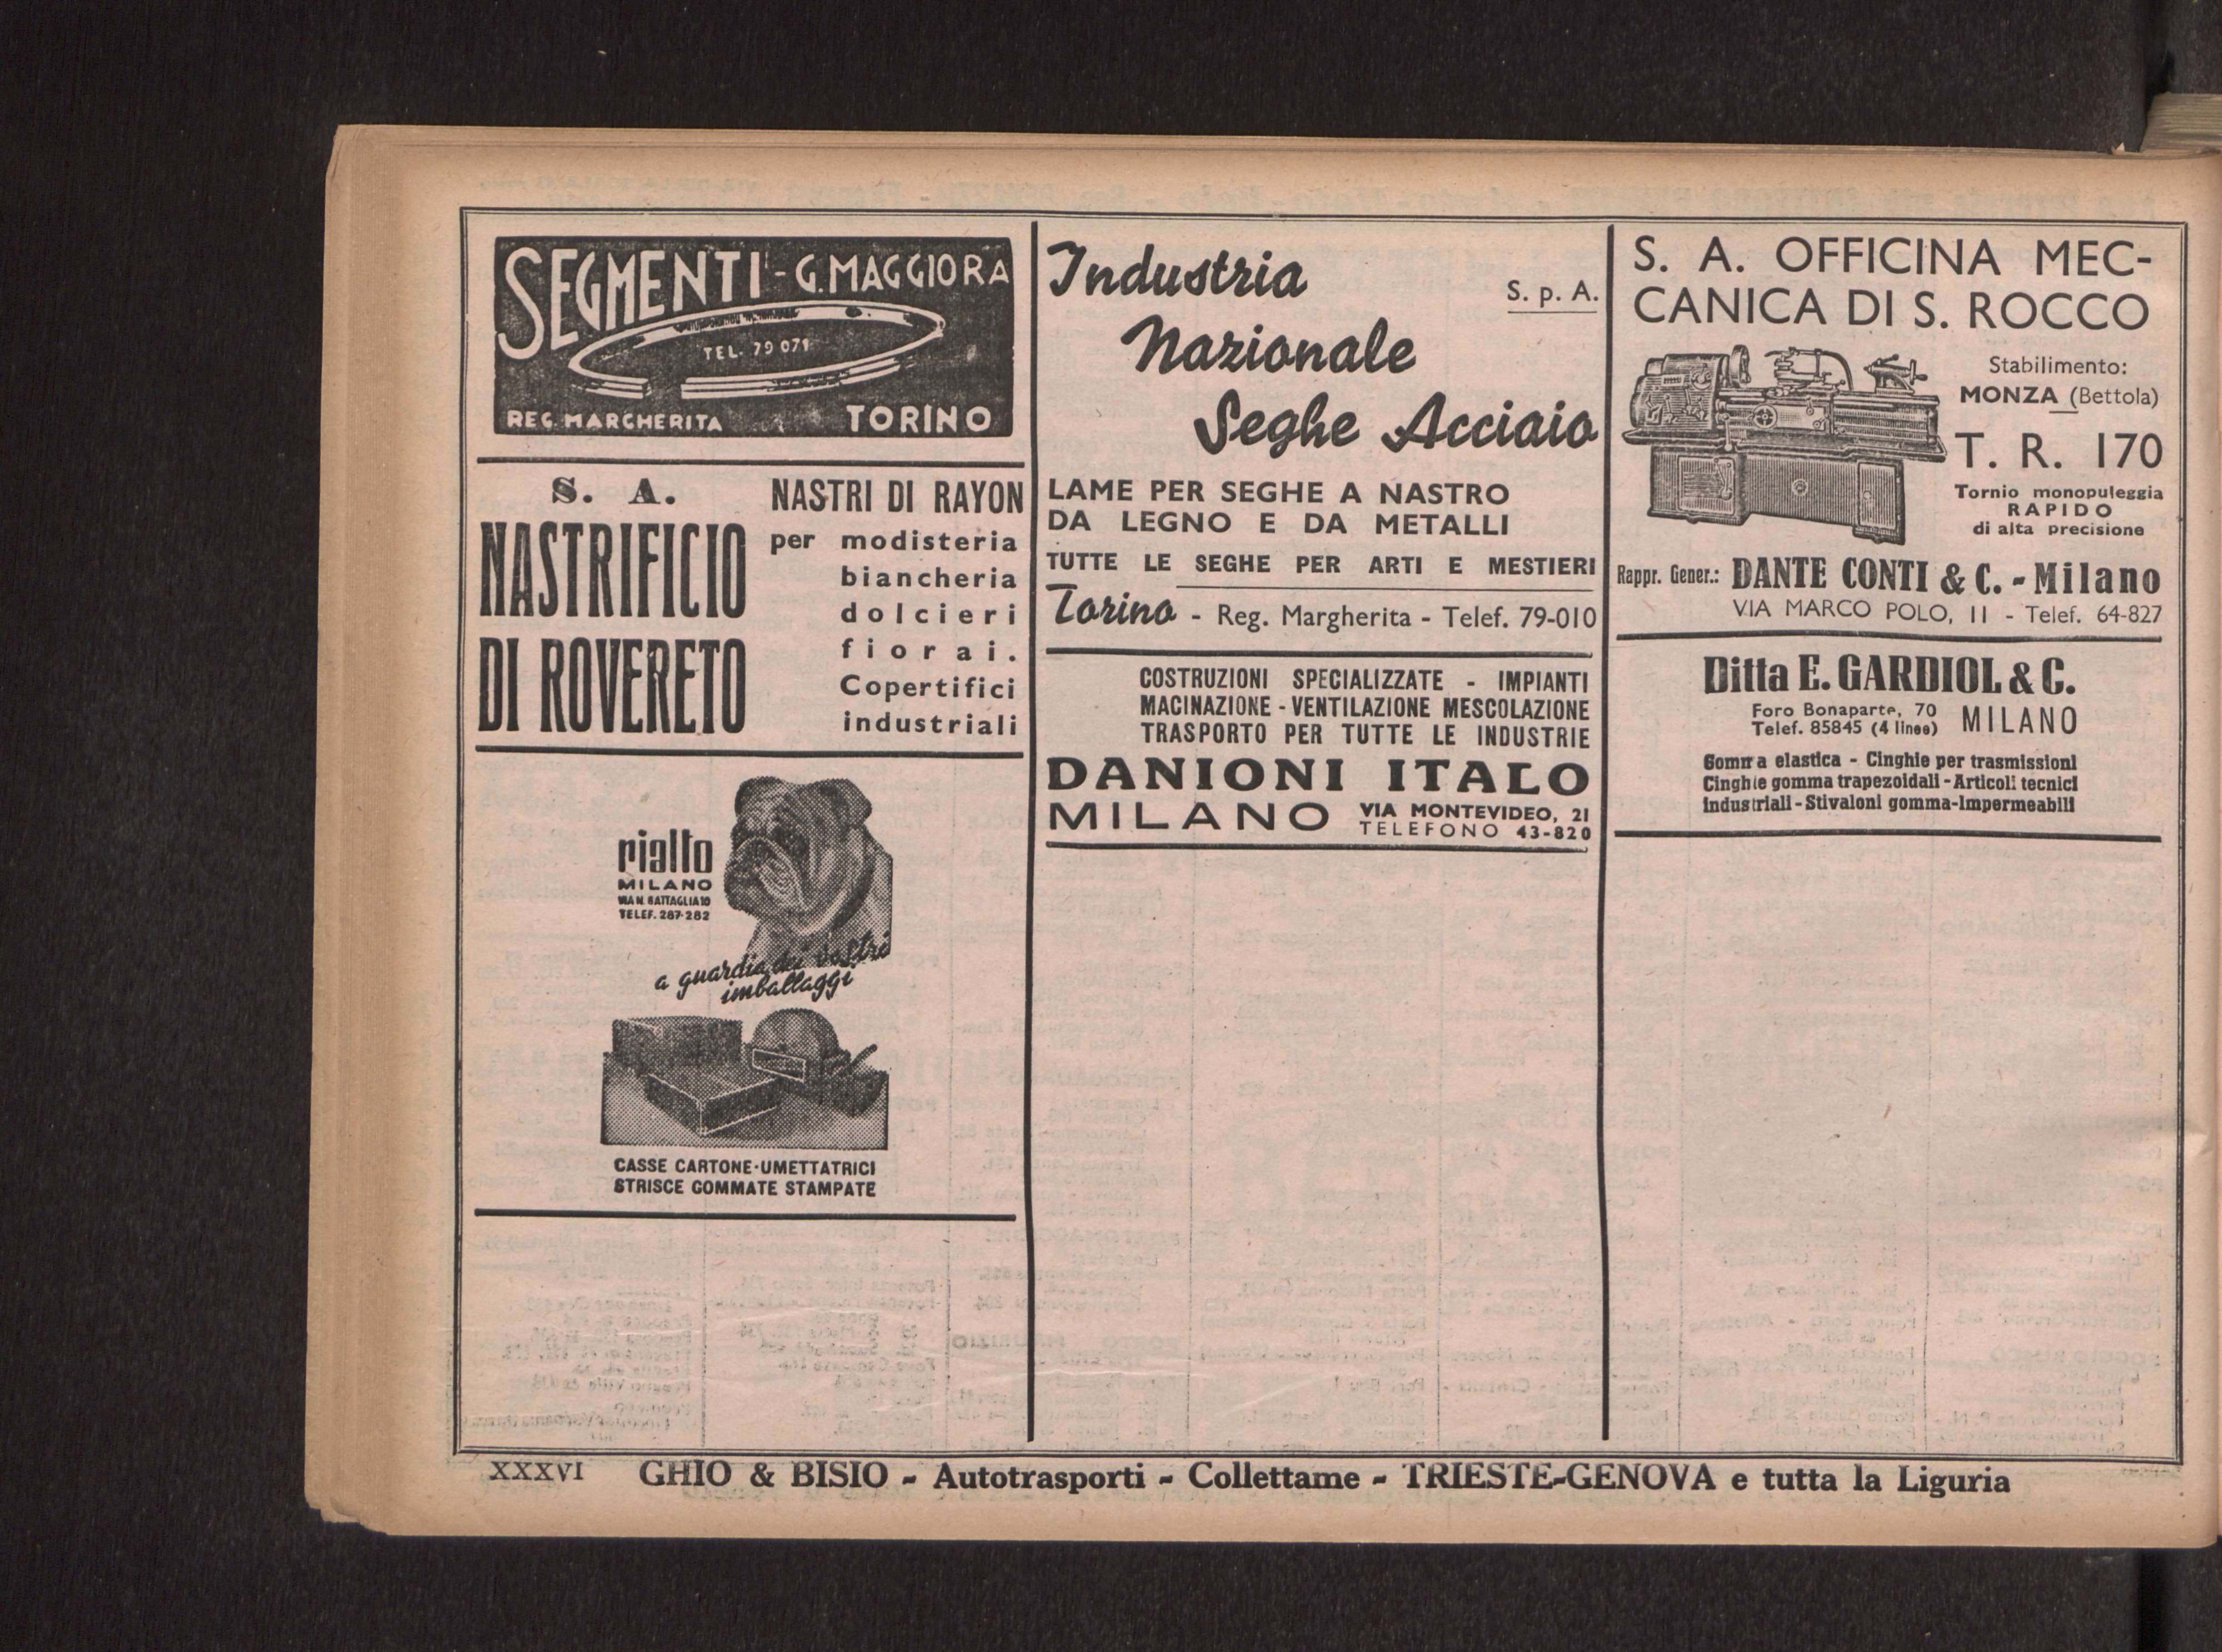 SEGMENTI - G. MAGGIORA
TEL. 79 071
REG. MARGHERITA TORINO
S. A.
NASTRIFICIO
DI ROVERETO
NASTRI DI RAYON
per modisteria
biancheria
dolcieri
fiorai.
Copertifici
industriali
rialto
MILANO
VIA N. BATTAGLIA 10
TELEF. 287-282
a guardia dei vostri
imballaggi
CASSE CARTONE-UMETTATRICI
STRISCE GOMMATE STAMPATE
Industria
S. p. A.
Nazionale
Seghe Acciaio
LAME PER SEGHE A NASTRO
DA LEGNO E DA METALLI
TUTTE LE SEGHE PER ARTI E MESTIERI
Torino - Reg. Margherita - Telef. 79-010
COSTRUZIONI SPECIALIZZATE - IMPIANTI
MACINAZIONE - VENTILAZIONE MESCOLAZIONE
TRASPORTO PER TUTTE LE INDUSTRIE
DANIONI ITALO
MILANO VIA MONTEVIDEO, 21
TELEFONO 43-820
S. A. OFFICINA MEC-
CANICA DI S. ROCCO
Stabilimento:
MONZA (Bettola)
T. R. 170
Tornio monopuleggia
RAPIDO
di alta precisione
Rappr. Gener.: DANTE CONTI & C. - Milano
VIA MARCO POLO, 11 - Telef. 64-827
Ditta E. GARDIOL & C.
Foro Bonaparte, 70
Telef. 85845 (4 linee) MILANO
Gomma elastica - Cinghie per trasmissioni
Cinghie gomma trapezoidali - Articoli tecnici
industriali - Stivaloni gomma-Impermeabili
XXXVI GHIO & BISIO - Autotrasporti - Collettame - TRIESTE-GENOVA e tutta la Liguria